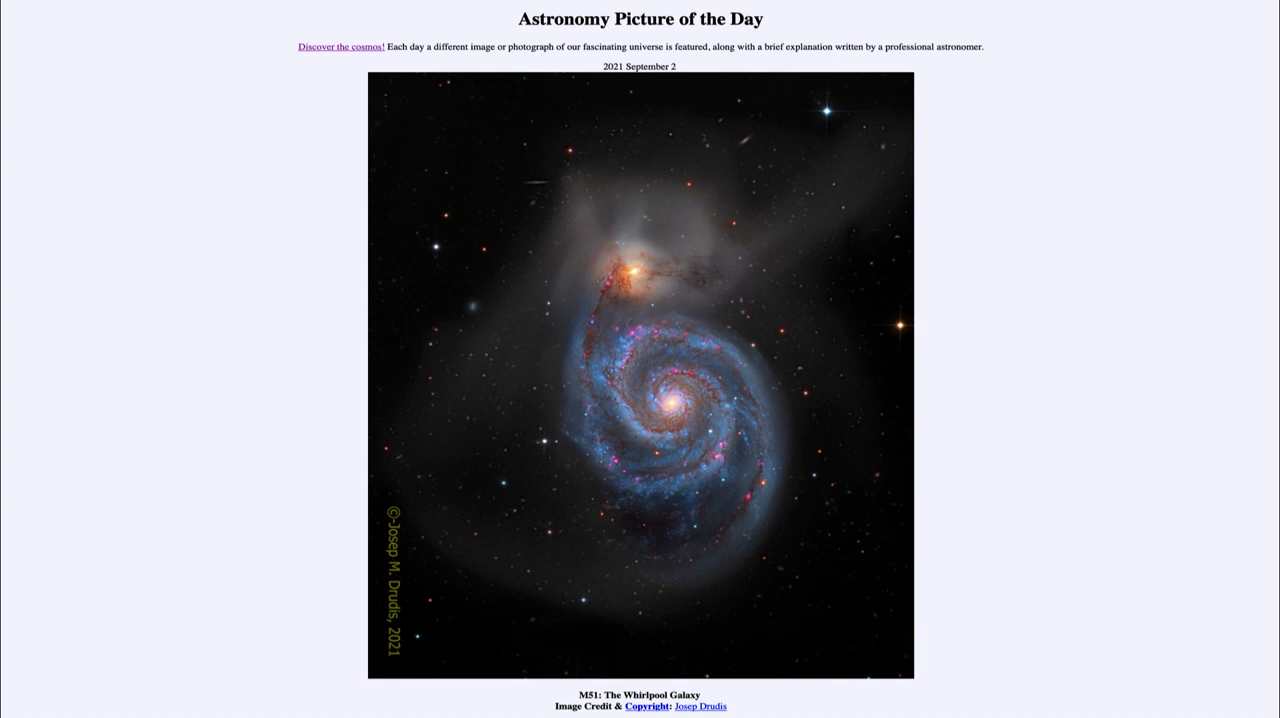 Astronomy Picture of the Day
Discover the cosmos! Each day a different image or photograph of our fascinating universe is featured, along with a brief explanation written by a professional astronomer.
2021 September 2
©-Josep M. Drudis, 2021
M51: The Whirlpool Galaxy
Image Credit & Copyright: Josep Drudis